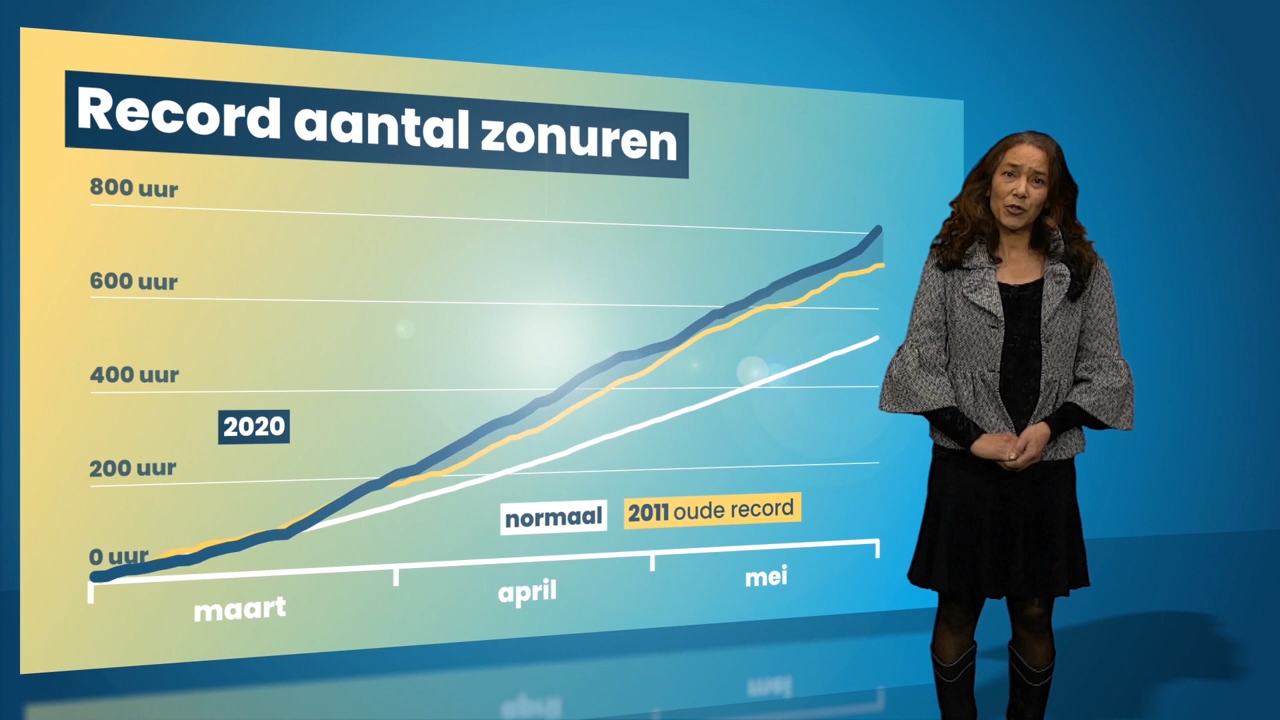 Record aantal zonuren
800 uur
600 uur
400 uur
2020
200 uur
normaal
2011 oude record
0 uur
maart
april
mei